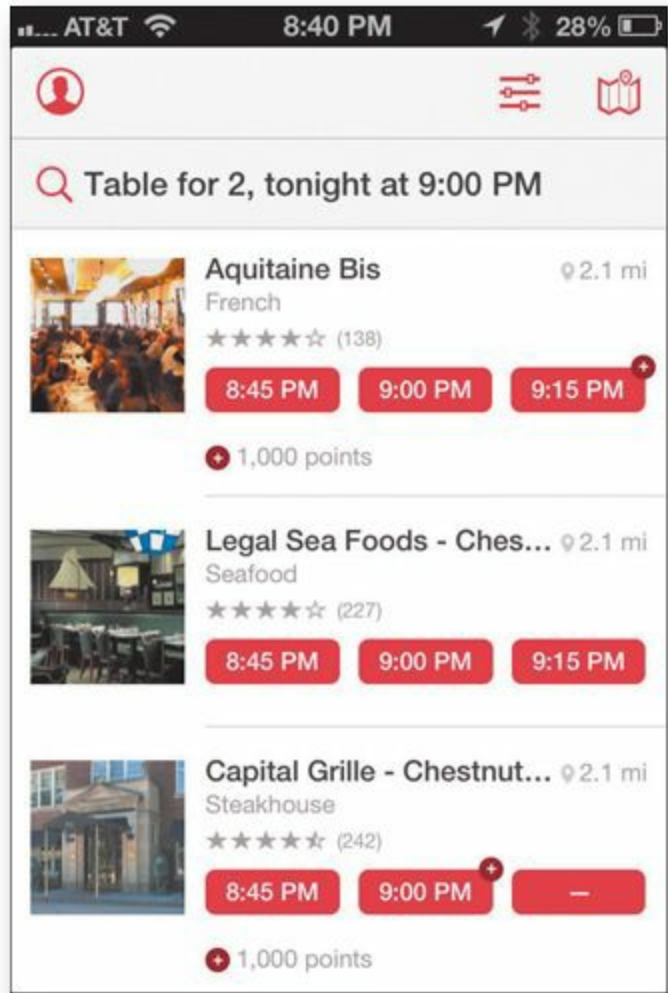 AT&T 8:40 PM 28%
Table for 2, tonight at 9:00 PM
Aquitaine Bis 2.1 mi
French
(138)
8:45 PM 9:00 PM 9:15 PM
1,000 points
Legal Sea Foods - Ches... 2.1 mi
Seafood
(227)
8:45 PM 9:00 PM 9:15 PM
Capital Grille - Chestnut... 2.1 mi
Steakhouse
(242)
8:45 PM 9:00 PM –
1,000 points